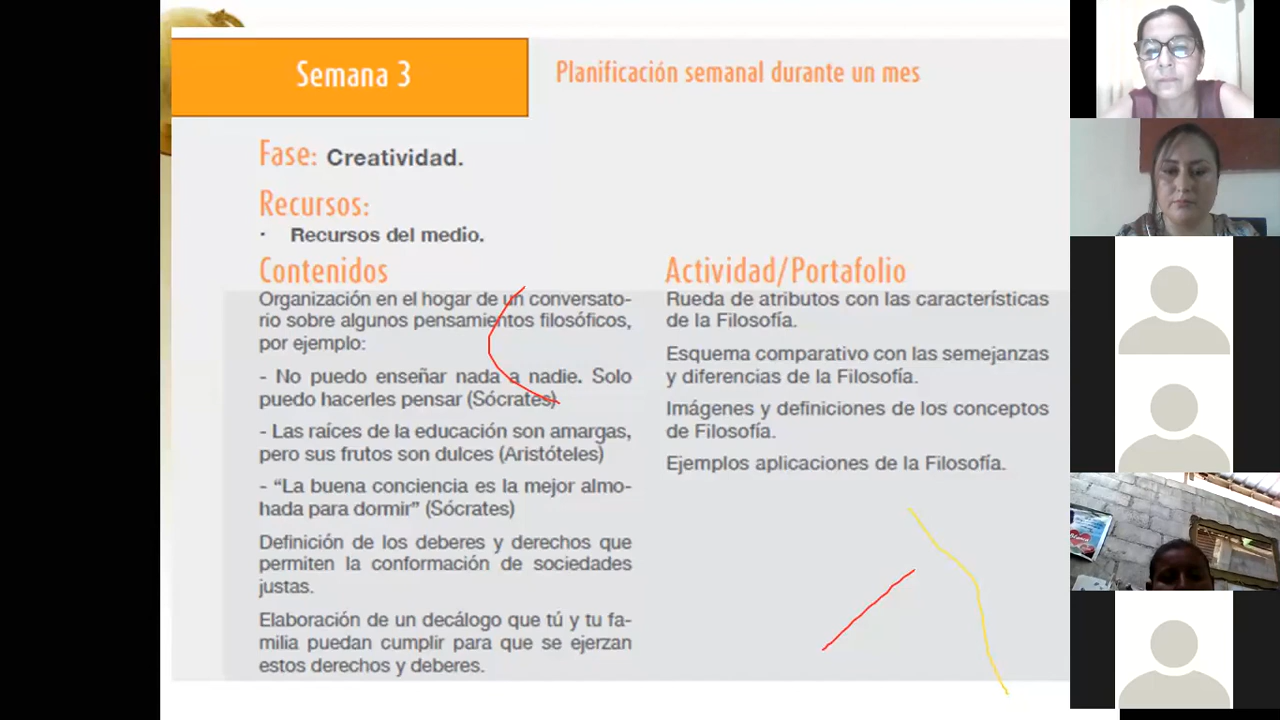 Semana 3
Planificación semanal durante un mes
Fase: Creatividad.
Recursos:
· Recursos del medio.
Contenidos
Organización en el hogar de un conversato-
rio sobre algunos pensamientos filosóficos,
por ejemplo:
- No puedo enseñar nada a nadie. Solo
puedo hacerles pensar (Sócrates)
- Las raíces de la educación son amargas,
pero sus frutos son dulces (Aristóteles)
- “La buena conciencia es la mejor almo-
hada para dormir” (Sócrates)
Definición de los deberes y derechos que
permiten la conformación de sociedades
justas.
Elaboración de un decálogo que tú y tu fa-
milia puedan cumplir para que se ejerzan
estos derechos y deberes.
Actividad/Portafolio
Rueda de atributos con las características
de la Filosofía.
Esquema comparativo con las semejanzas
y diferencias de la Filosofía.
Imágenes y definiciones de los conceptos
de Filosofía.
Ejemplos aplicaciones de la Filosofía.